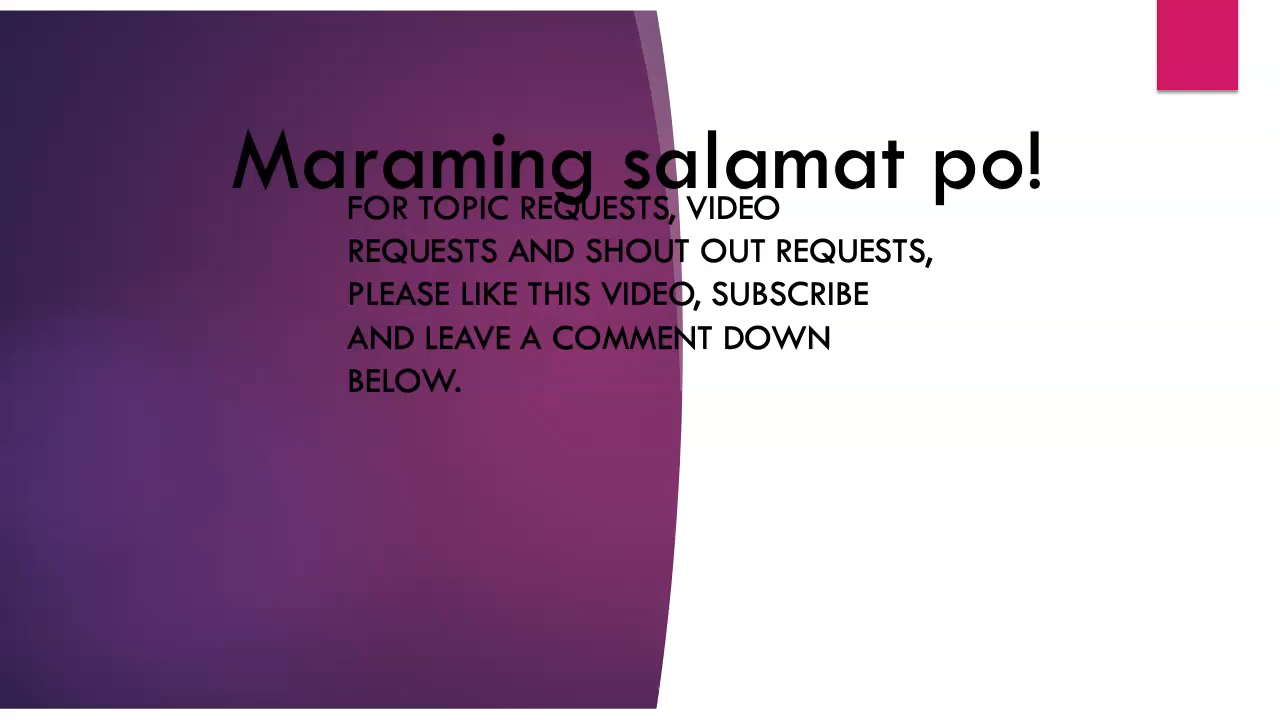 Maraming salamat po!
FOR TOPIC REQUESTS, VIDEO
REQUESTS AND SHOUT OUT REQUESTS,
PLEASE LIKE THIS VIDEO, SUBSCRIBE
AND LEAVE A COMMENT DOWN
BELOW.